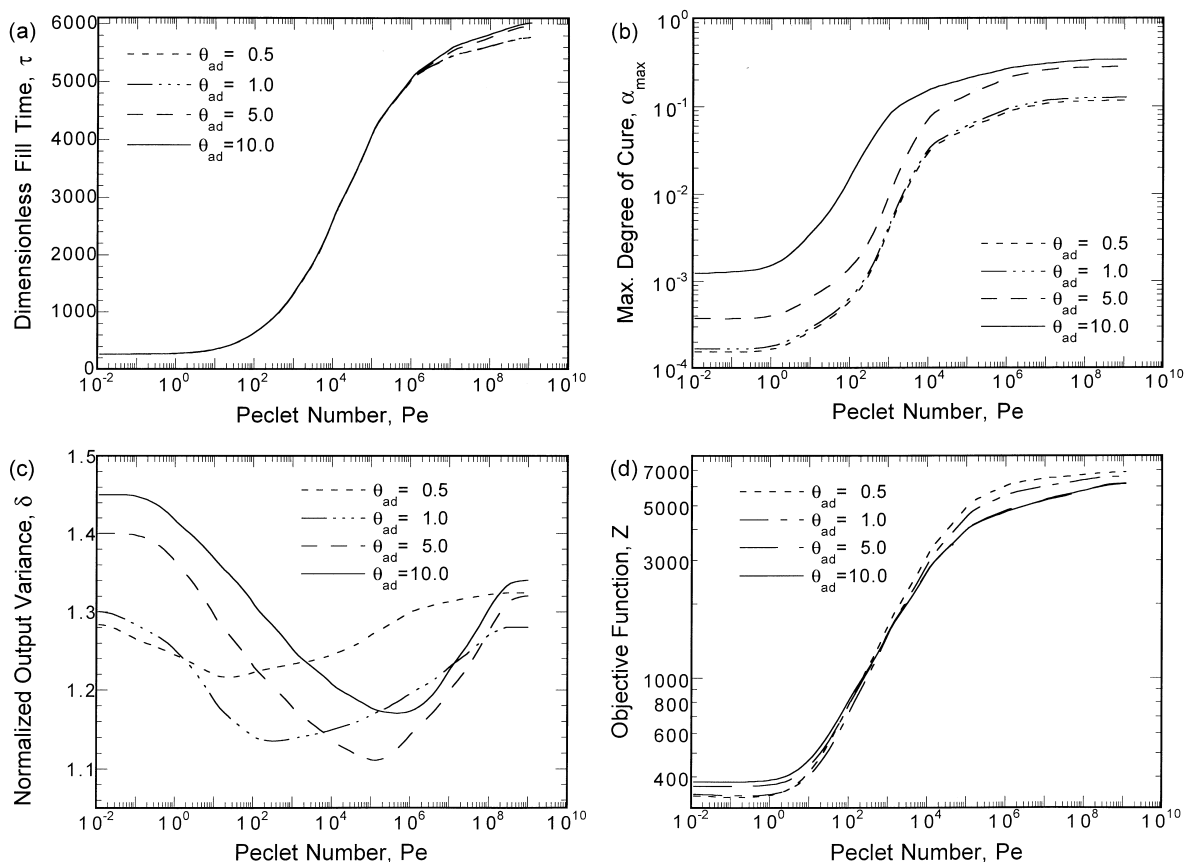 (a)
Dimensionless Fill Time, τ
6000
5000
4000
3000
2000
1000
0
θad= 0.5
θad= 1.0
θad= 5.0
θad=10.0
10-2 100 102 104 106 108 1010
Peclet Number, Pe
(b)
Max. Degree of Cure, αmax
100
10-1
10-2
10-3
10-4
θad= 0.5
θad= 1.0
θad= 5.0
θad=10.0
10-2 100 102 104 106 108 1010
Peclet Number, Pe
(c)
Normalized Output Variance, δ
1.5
1.4
1.3
1.2
1.1
θad= 0.5
θad= 1.0
θad= 5.0
θad=10.0
10-2 100 102 104 106 108 1010
Peclet Number, Pe
(d)
Objective Function, Z
7000
5000
3000
1000
800
600
400
θad= 0.5
θad= 1.0
θad= 5.0
θad=10.0
10-2 100 102 104 106 108 1010
Peclet Number, Pe